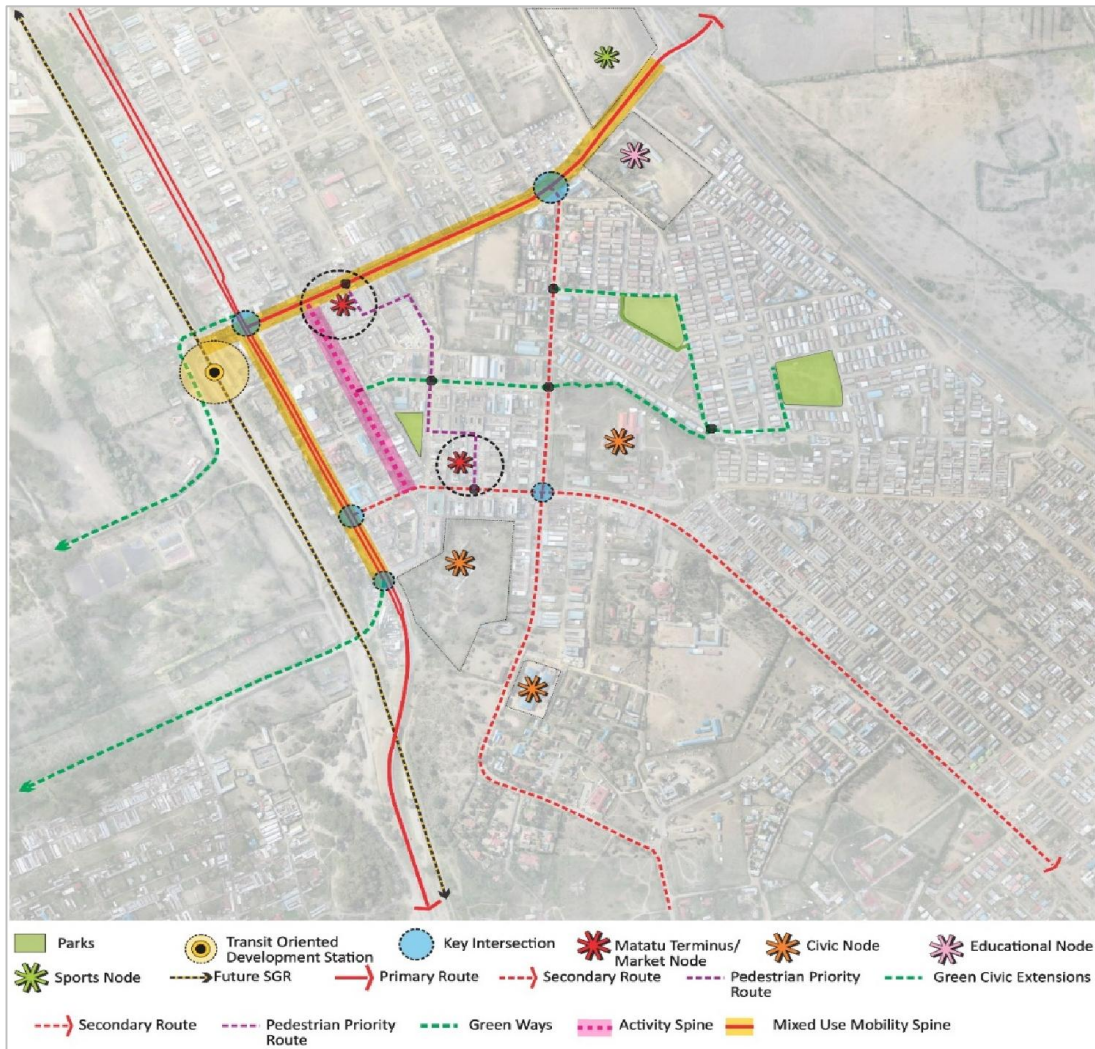 Parks
Transit Oriented
Development Station
Key Intersection
Matatu Terminus/
Market Node
Civic Node
Educational Node
Sports Node
Future SGR
Primary Route
Secondary Route
Pedestrian Priority
Route
Green Civic Extensions
Secondary Route
Pedestrian Priority
Route
Green Ways
Activity Spine
Mixed Use Mobility Spine